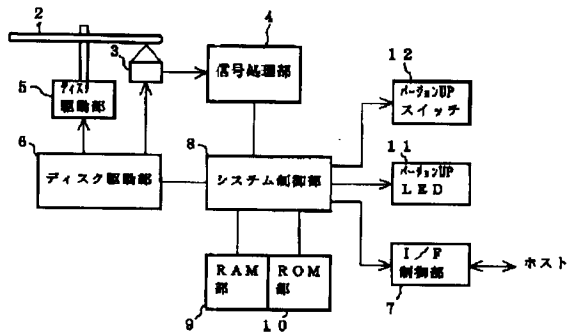 2
3
4
信号処理部
5
ディスク
駆動部
6
ディスク駆動部
8
システム制御部
12
バージョンUP
スイッチ
11
バージョンUP
LED
I/F
制御部
7
ホスト
RAM
部
9
ROM
部
10